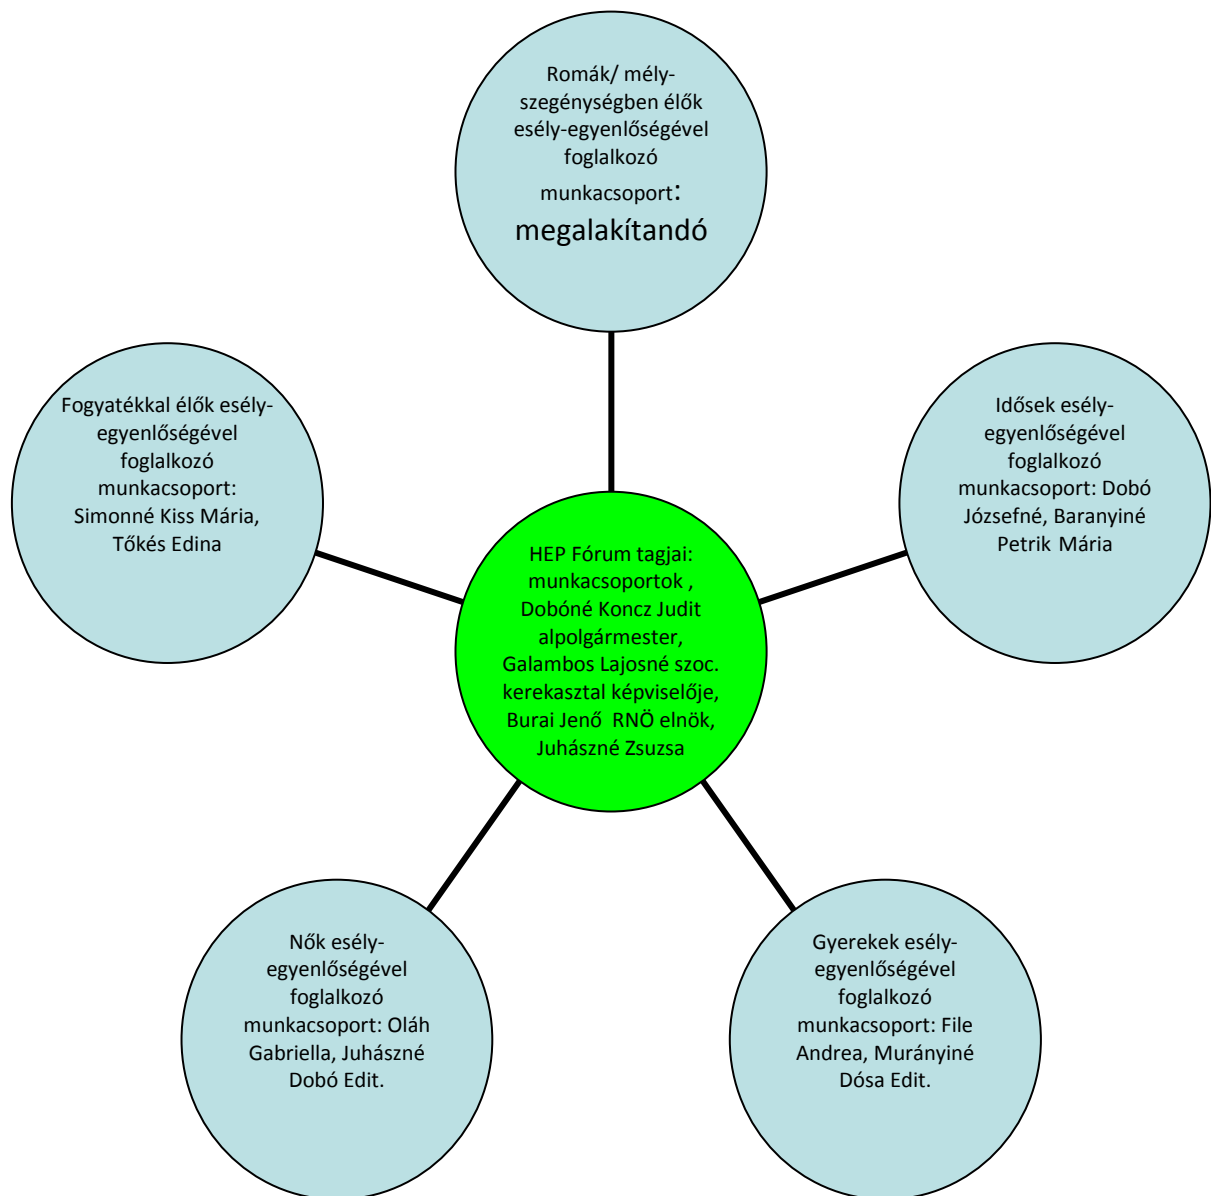 Romák/ mély-
szegénységben élők
esély-egyenlőségével
foglalkozó
munkacsoport:
megalakítandó
Fogyatékkal élők esély-
egyenlőségével
foglalkozó
munkacsoport:
Simonné Kiss Mária,
Tőkés Edina
Idősek esély-
egyenlőségével
foglalkozó
munkacsoport: Dobó
Józsefné, Baranyiné
Petrik Mária
HEP Fórum tagjai:
munkacsoportok ,
Dobóné Koncz Judit
alpolgármester,
Galambos Lajosné szoc.
kerekasztal képviselője,
Burai Jenő RNÖ elnök,
Juhászné Zsuzsa
Nők esély-
egyenlőségével
foglalkozó
munkacsoport: Oláh
Gabriella, Juhászné
Dobó Edit.
Gyerekek esély-
egyenlőségével
foglalkozó
munkacsoport: File
Andrea, Murányiné
Dósa Edit.